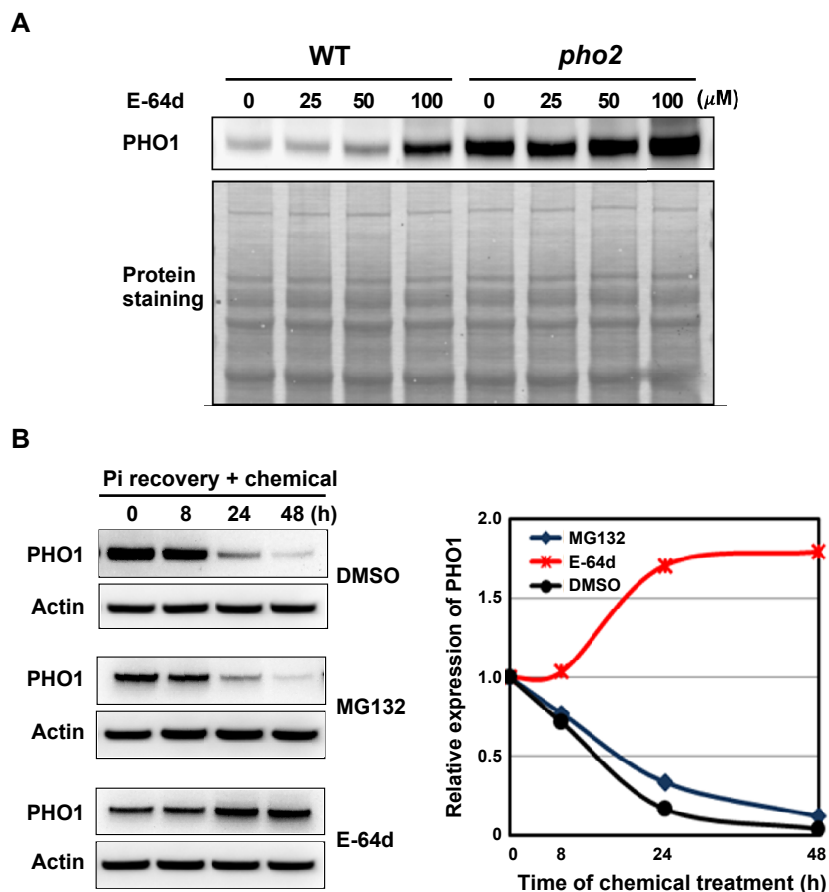 A
WT pho2
E-64d 0 25 50 100 0 25 50 100 (μM)
PHO1
Protein
staining
B
Pi recovery + chemical
0 8 24 48 (h)
PHO1
DMSO
Actin
PHO1
MG132
Actin
PHO1
E-64d
Actin
Relative expression of PHO1
2.0
1.5
1.0
0.5
0
MG132
E-64d
DMSO
0 8 24 48
Time of chemical treatment (h)